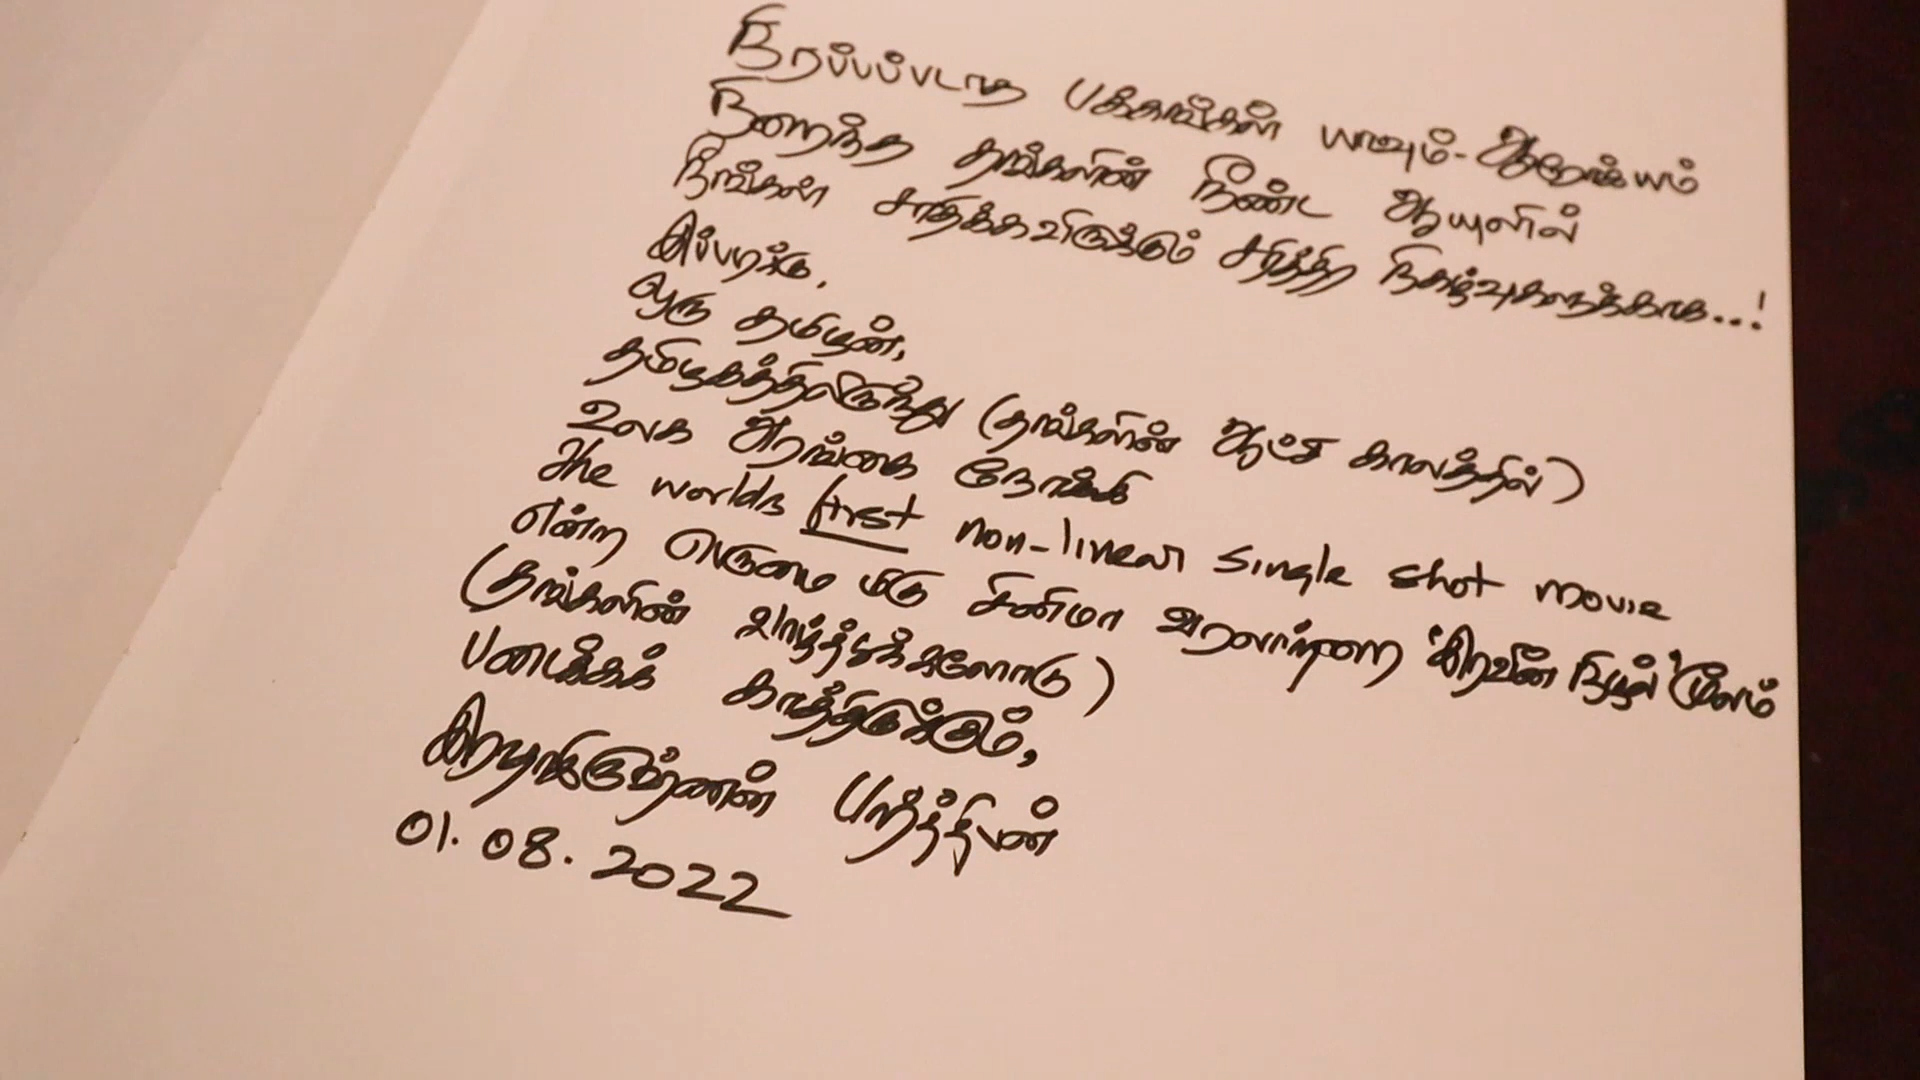 நிரப்பப்படாத பக்கங்கள் யாவும்- ஆரோக்யம்
நிறைந்த தங்களின் நீண்ட ஆயுளில்
நீங்கள் சாதிக்கவிருக்கும் சரித்திர நிகழ்வுகளுக்காக...!
இப்படிக்கு,
ஒரு தமிழன்,
தமிழகத்திலிருந்து (தங்களின் ஆட்சி காலத்தில்)
உலக அரங்கை நோக்கி
The worlds first non-linear single shot movie
என்ற பெருமை மிகு சினிமா வரலாற்றை 'இரவின் நிழல்' மூலம்
(தங்களின் வாழ்த்துக்களோடு)
படைக்கக் காத்திருக்கும்,
இராதாகிருஷ்ணன் பார்த்திபன்
01.08.2022